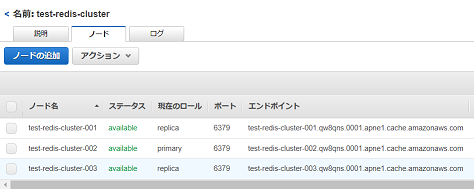 < 名前: test-redis-cluster
説明 ノード ログ
ノードの追加 アクション
ノード名 ステータス 現在のロール ポート エンドポイント
test-redis-cluster-001 available replica 6379 test-redis-cluster-001.qw8qns.0001.apne1.cache.amazonaws.com
test-redis-cluster-002 available primary 6379 test-redis-cluster-002.qw8qns.0001.apne1.cache.amazonaws.com
test-redis-cluster-003 available replica 6379 test-redis-cluster-003.qw8qns.0001.apne1.cache.amazonaws.com